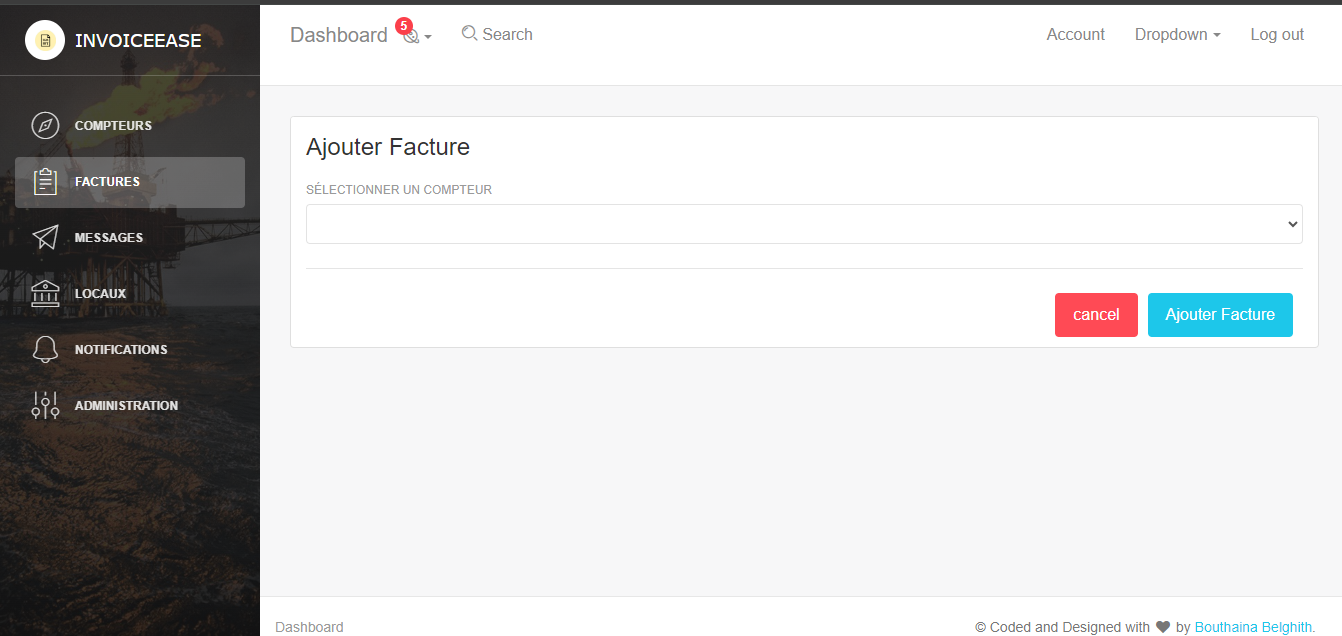 INVOICEEASE
COMPTEURS
FACTURES
MESSAGES
LOCAUX
NOTIFICATIONS
ADMINISTRATION
Dashboard 5 Search Account Dropdown Log out
Ajouter Facture
SÉLECTIONNER UN COMPTEUR
cancel Ajouter Facture
Dashboard © Coded and Designed with by Bouthaina Belghith.